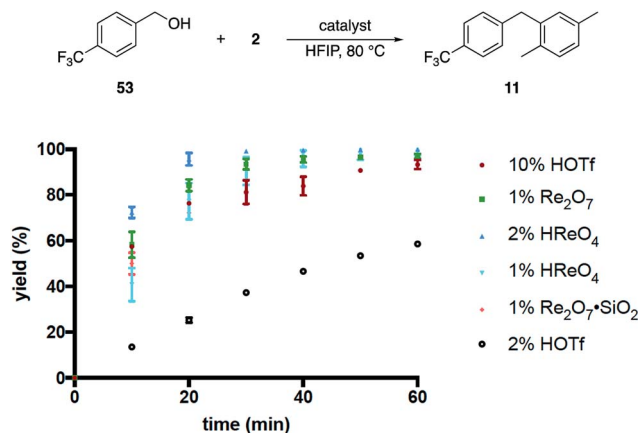 OH
F₃C
53
+
2
catalyst
HFIP, 80 °C
F₃C
11
yield (%)
100
80
60
40
20
0
0
20
40
60
time (min)
10% HOTf
1% Re₂O₇
2% HReO₄
1% HReO₄
1% Re₂O₇•SiO₂
2% HOTf